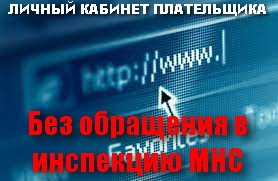 ЛИЧНЫЙ КАБИНЕТ ПЛАТЕЛЬЩИКА
http://www.
Без обращения в
Favorites
инспекцию МНС